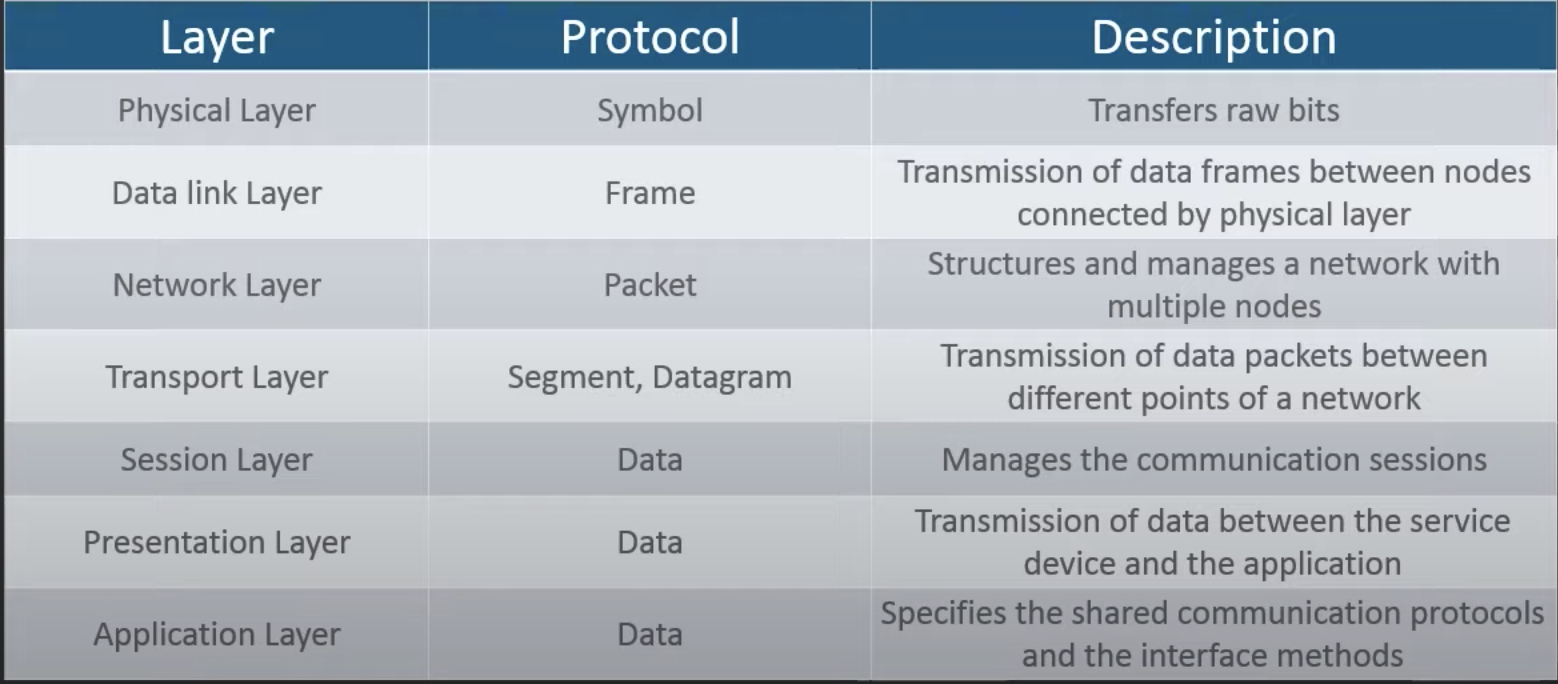 Layer Protocol Description
Physical Layer Symbol Transfers raw bits
Data link Layer Frame Transmission of data frames between nodes
connected by physical layer
Network Layer Packet Structures and manages a network with
multiple nodes
Transport Layer Segment, Datagram Transmission of data packets between
different points of a network
Session Layer Data Manages the communication sessions
Presentation Layer Data Transmission of data between the service
device and the application
Application Layer Data Specifies the shared communication protocols
and the interface methods